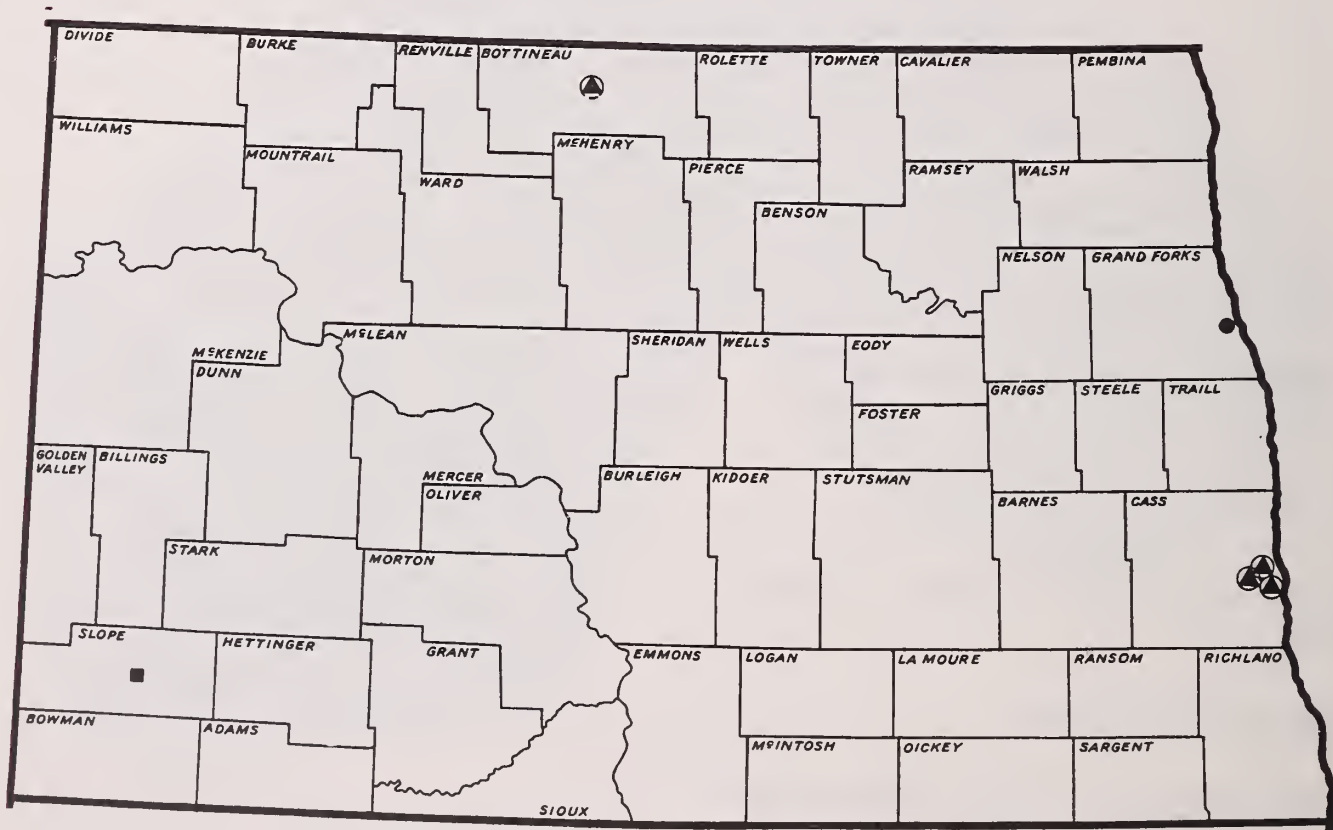 DIVIDE
BURKE
RENVILLE
BOTTINEAU
ROLETTE
TOWNER
CAVALIER
PEMBINA
WILLIAMS
MOUNTRAIL
WARD
McHENRY
PIERCE
BENSON
RAMSEY
WALSH
NELSON
GRAND FORKS
McKENZIE
DUNN
McLEAN
SHERIDAN
WELLS
EODY
FOSTER
GRIGGS
STEELE
TRAILL
GOLDEN
VALLEY
BILLINGS
MERCER
OLIVER
BURLEIGH
KIDOER
STUTSMAN
BARNES
CASS
STARK
MORTON
SLOPE
HETTINGER
GRANT
EMMONS
LOGAN
LA MOURE
RANSOM
RICHLANO
BOWMAN
ADAMS
SIOUX
McINTOSH
OICKEY
SARGENT